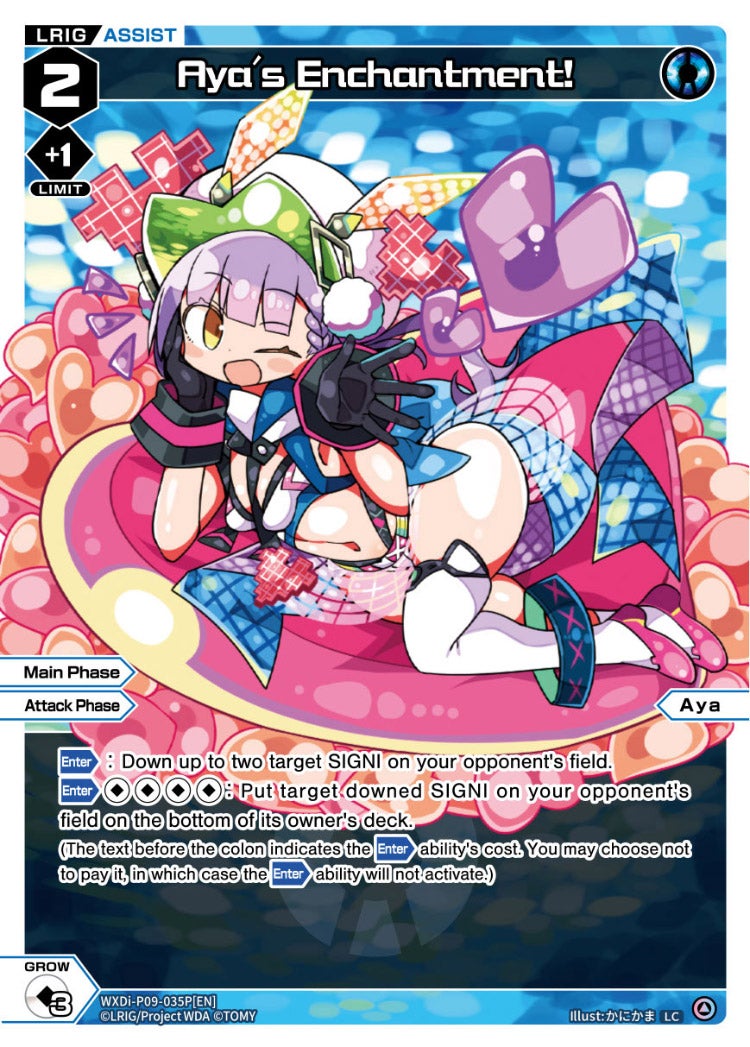 LRIG ASSIST
2
Aya's Enchantment!
+1
LIMIT
Main Phase
Attack Phase
Aya
Enter : Down up to two target SIGNI on your opponent's field.
Enter ◆◆◆◆: Put target downed SIGNI on your opponent's
field on the bottom of its owner's deck.
(The text before the colon indicates the Enter ability's cost. You may choose not
to pay it, in which case the Enter ability will not activate.)
GROW
◆3
WXDi-P09-035P[EN]
©LRIG/Project WDA ©TOMY
Illust:かにかま LC